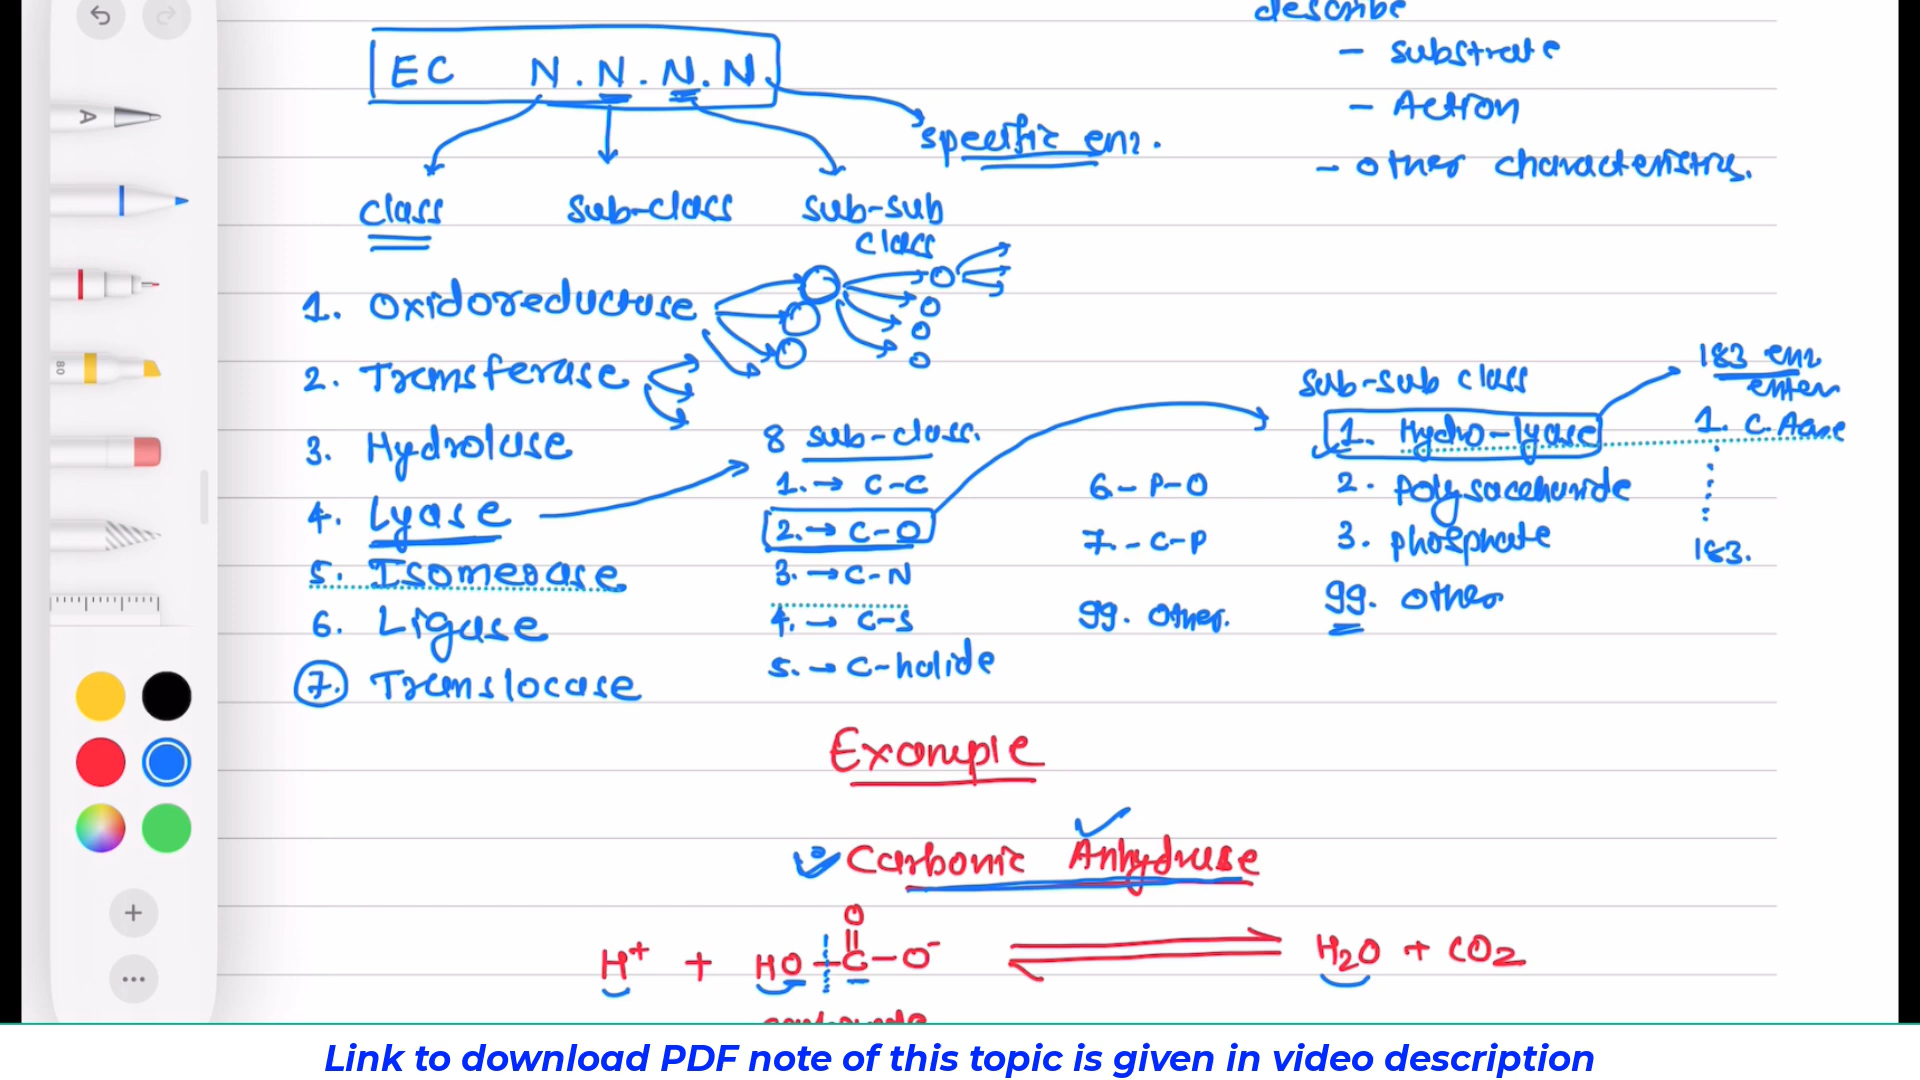 describe
- substrate
- Action
- other characteristics.
EC N.N.N.N
specific enz.
class sub-class sub-sub class
1. Oxidoreductase
2. Transferase
3. Hydrolase
4. Lyase
5. Isomerase
6. Ligase
7. Translocase
8 sub-class.
1. → C-C
2. → C-O
3. → C-N
4. → C-S
5. → C-halide
6 - P-O
7. - C-P
99. Other.
sub-sub class
1. Hydro-lyase
2. Polysaccharide
3. phosphate
99. other
183 enz
enter
1. C.
183.
Example
Carbonic Anhydrase
O
H+ + HO-C-O- ⇌ H2O + CO2
A
80
Link to download PDF note of this topic is given in video description